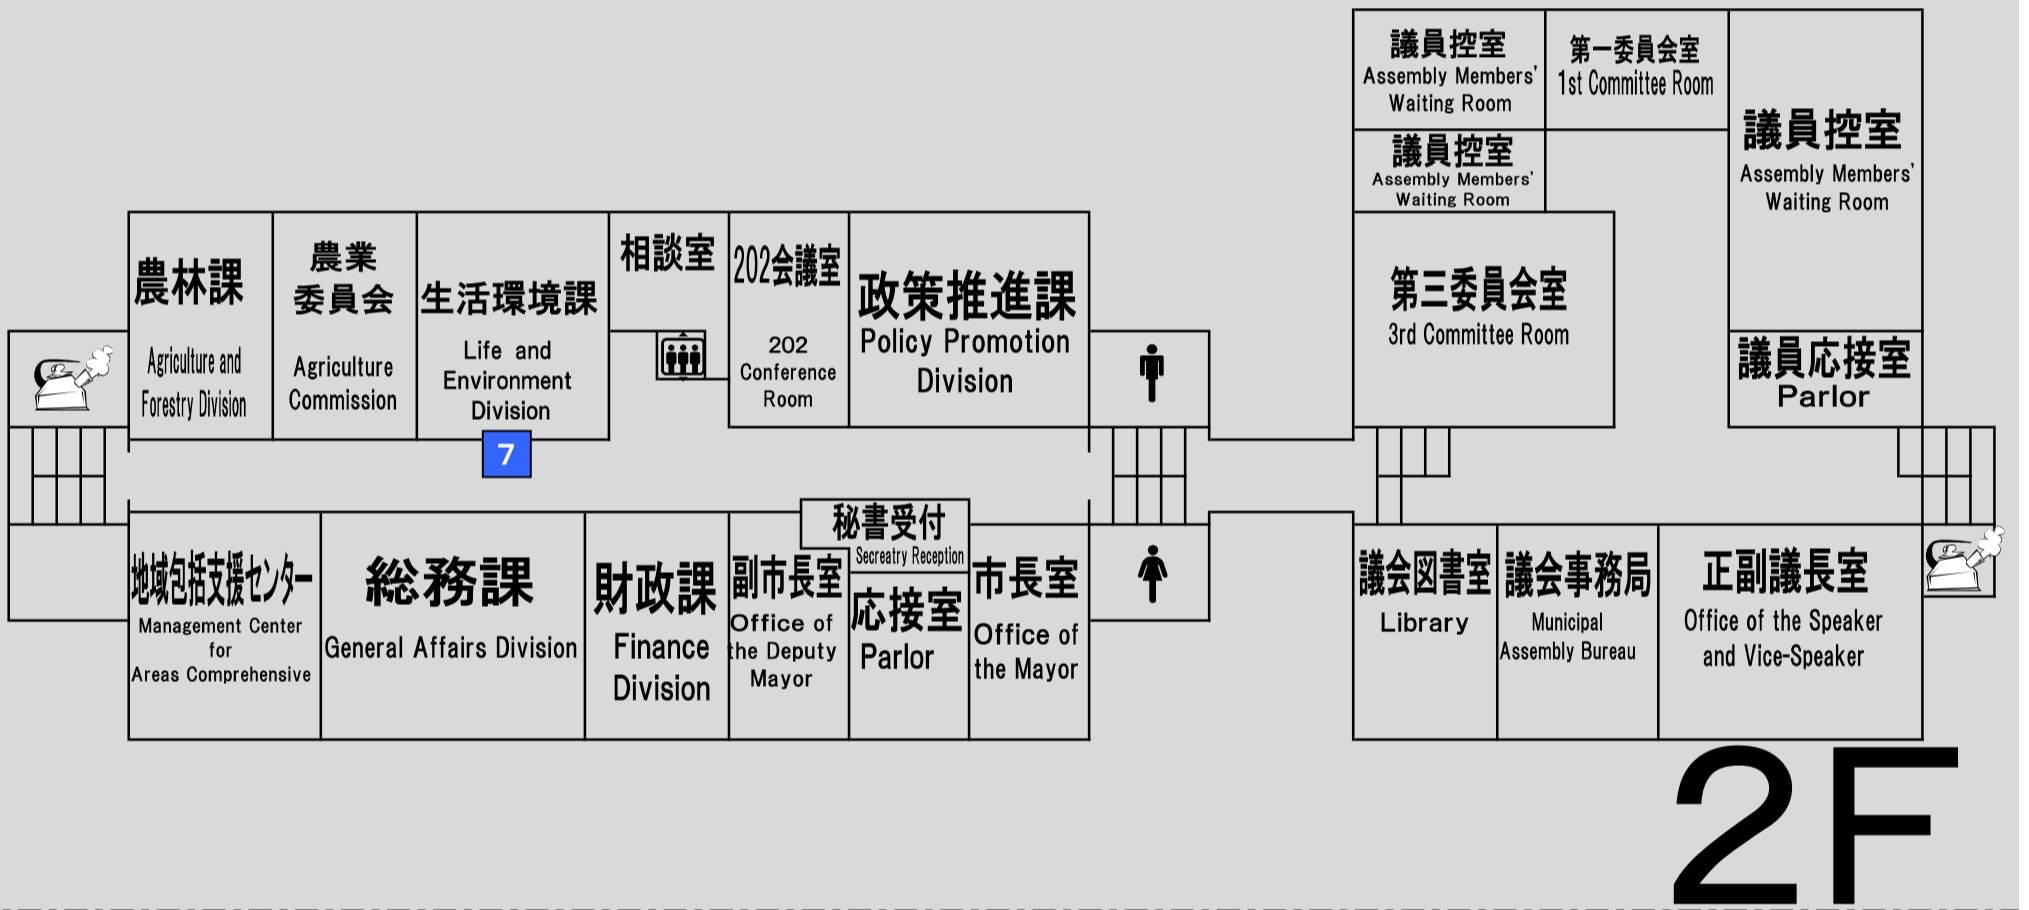 議員控室
Assembly Members'
Waiting Room
第一委員会室
1st Committee Room
議員控室
Assembly Members'
Waiting Room
議員控室
Assembly Members'
Waiting Room
農林課
Agriculture and
Forestry Division
農業
委員会
Agriculture
Commission
生活環境課
Life and
Environment
Division
7
相談室
202会議室
202
Conference
Room
政策推進課
Policy Promotion
Division
第三委員会室
3rd Committee Room
議員応接室
Parlor
地域包括支援センター
Management Center
for
Areas Comprehensive
総務課
General Affairs Division
財政課
Finance
Division
副市長室
Office of
the Deputy
Mayor
秘書受付
Secreatry Reception
応接室
Parlor
市長室
Office of
the Mayor
議会図書室
Library
議会事務局
Municipal
Assembly Bureau
正副議長室
Office of the Speaker
and Vice-Speaker
2F